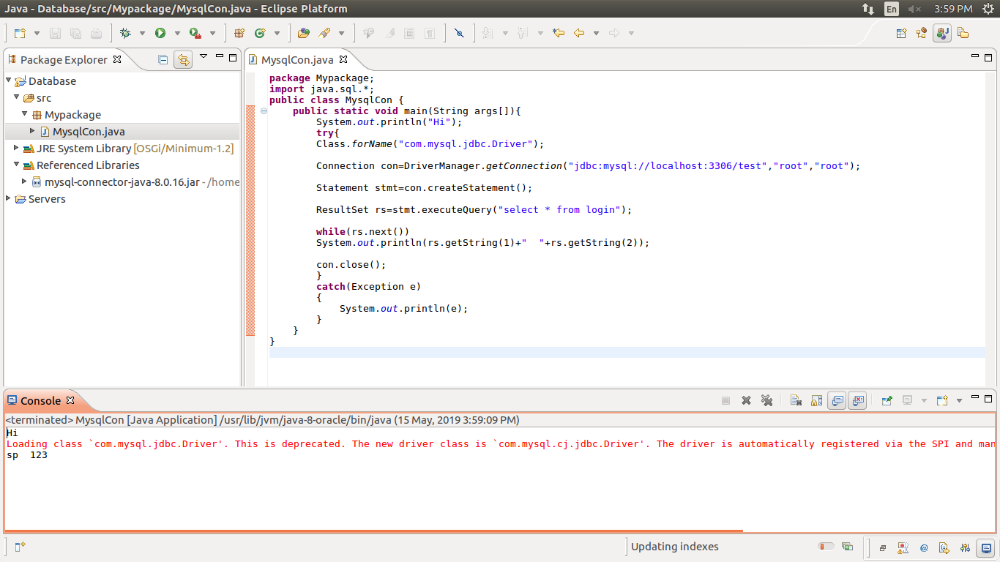 Java - Database/src/Mypackage/MysqlCon.java - Eclipse Platform
En
3:59 PM
Package Explorer
Database
src
Mypackage
MysqlCon.java
JRE System Library [OSGi/Minimum-1.2]
Referenced Libraries
mysql-connector-java-8.0.16.jar - /home
Servers
MysqlCon.java
package Mypackage;
import java.sql.*;
public class MysqlCon {
    public static void main(String args[]){
        System.out.println("Hi");
        try{
        Class.forName("com.mysql.jdbc.Driver");
        Connection con=DriverManager.getConnection("jdbc:mysql://localhost:3306/test","root","root");
        Statement stmt=con.createStatement();
        ResultSet rs=stmt.executeQuery("select * from login");
        while(rs.next())
        System.out.println(rs.getString(1)+"  "+rs.getString(2));
        con.close();
        }
        catch(Exception e)
        {
            System.out.println(e);
        }
    }
}
Console
<terminated> MysqlCon [Java Application] /usr/lib/jvm/java-8-oracle/bin/java (15 May, 2019 3:59:09 PM)
Hi
Loading class `com.mysql.jdbc.Driver'. This is deprecated. The new driver class is `com.mysql.cj.jdbc.Driver'. The driver is automatically registered via the SPI and man
sp  123
Updating indexes